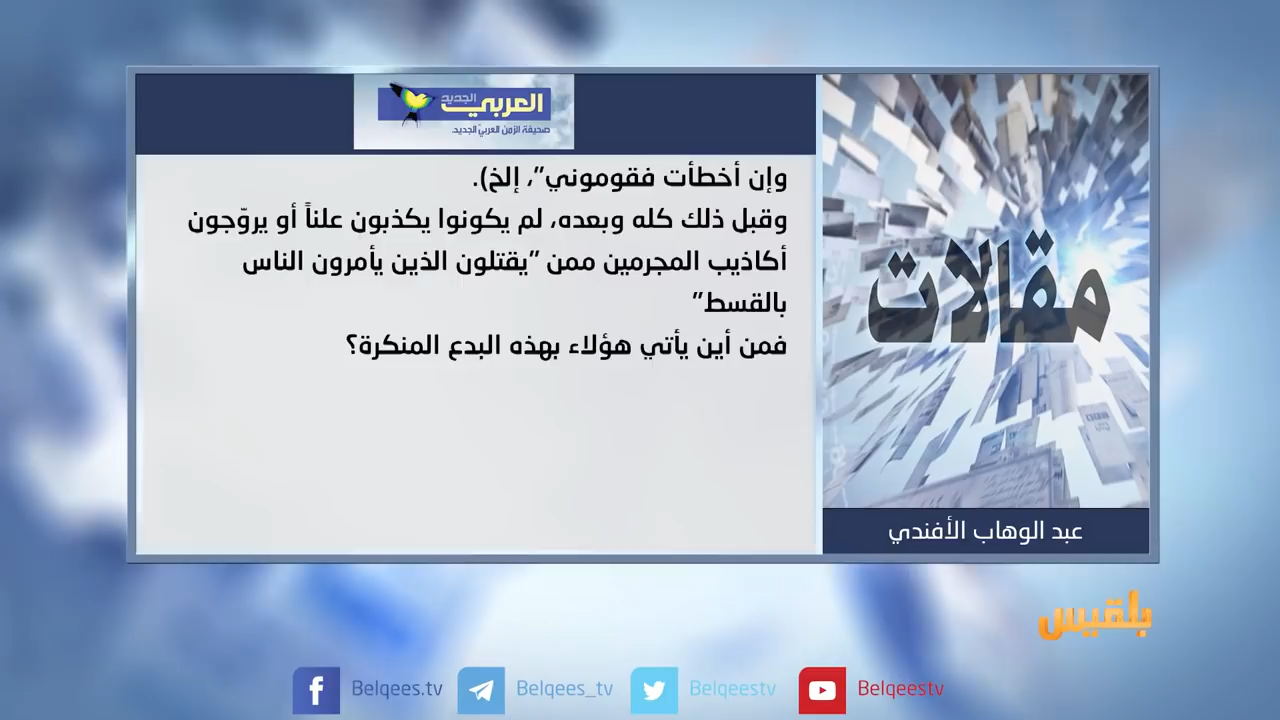 العربي الجديد
صحيفة الزمن العربيّ الجديد.
وإن أخطأت فقوموني”، إلخ).
وقبل ذلك كله وبعده، لم يكونوا يكذبون علناً أو يروّجون
أكاذيب المجرمين ممن ”يقتلون الذين يأمرون الناس
بالقسط”
فمن أين يأتي هؤلاء بهذه البدع المنكرة؟
مقالات
عبد الوهاب الأفندي
بلقيس
Belqees.tv
Belqees_tv
Belqeestv
Belqeestv